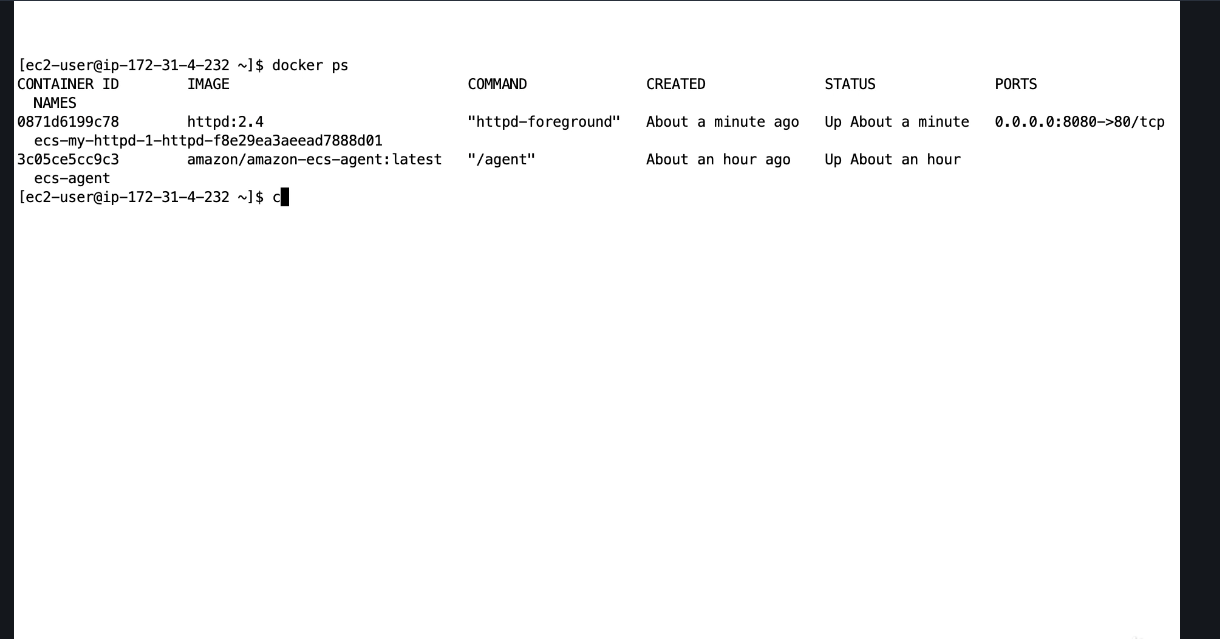 [ec2-user@ip-172-31-4-232 ~]$ docker ps
CONTAINER ID        IMAGE                            COMMAND              CREATED              STATUS              PORTS
  NAMES
0871d6199c78        httpd:2.4                        "httpd-foreground"   About a minute ago   Up About a minute   0.0.0.0:8080->80/tcp
  ecs-my-httpd-1-httpd-f8e29ea3aeead7888d01
3c05ce5cc9c3        amazon/amazon-ecs-agent:latest   "/agent"             About an hour ago    Up About an hour
  ecs-agent
[ec2-user@ip-172-31-4-232 ~]$ c